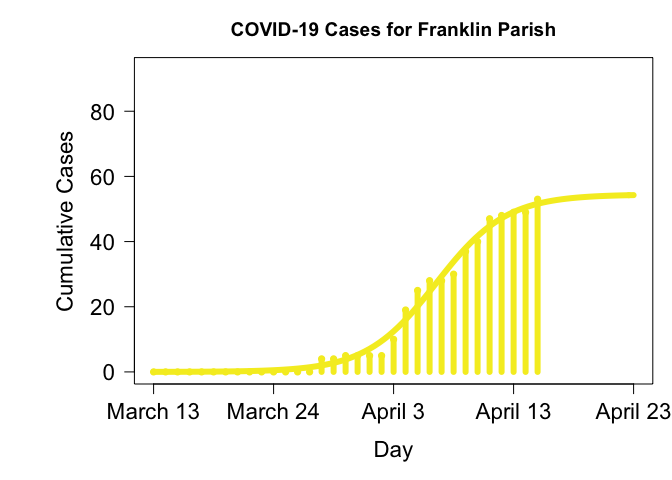 COVID-19 Cases for Franklin Parish
Cumulative Cases
80
60
40
20
0
March 13 March 24 April 3 April 13 April 23
Day